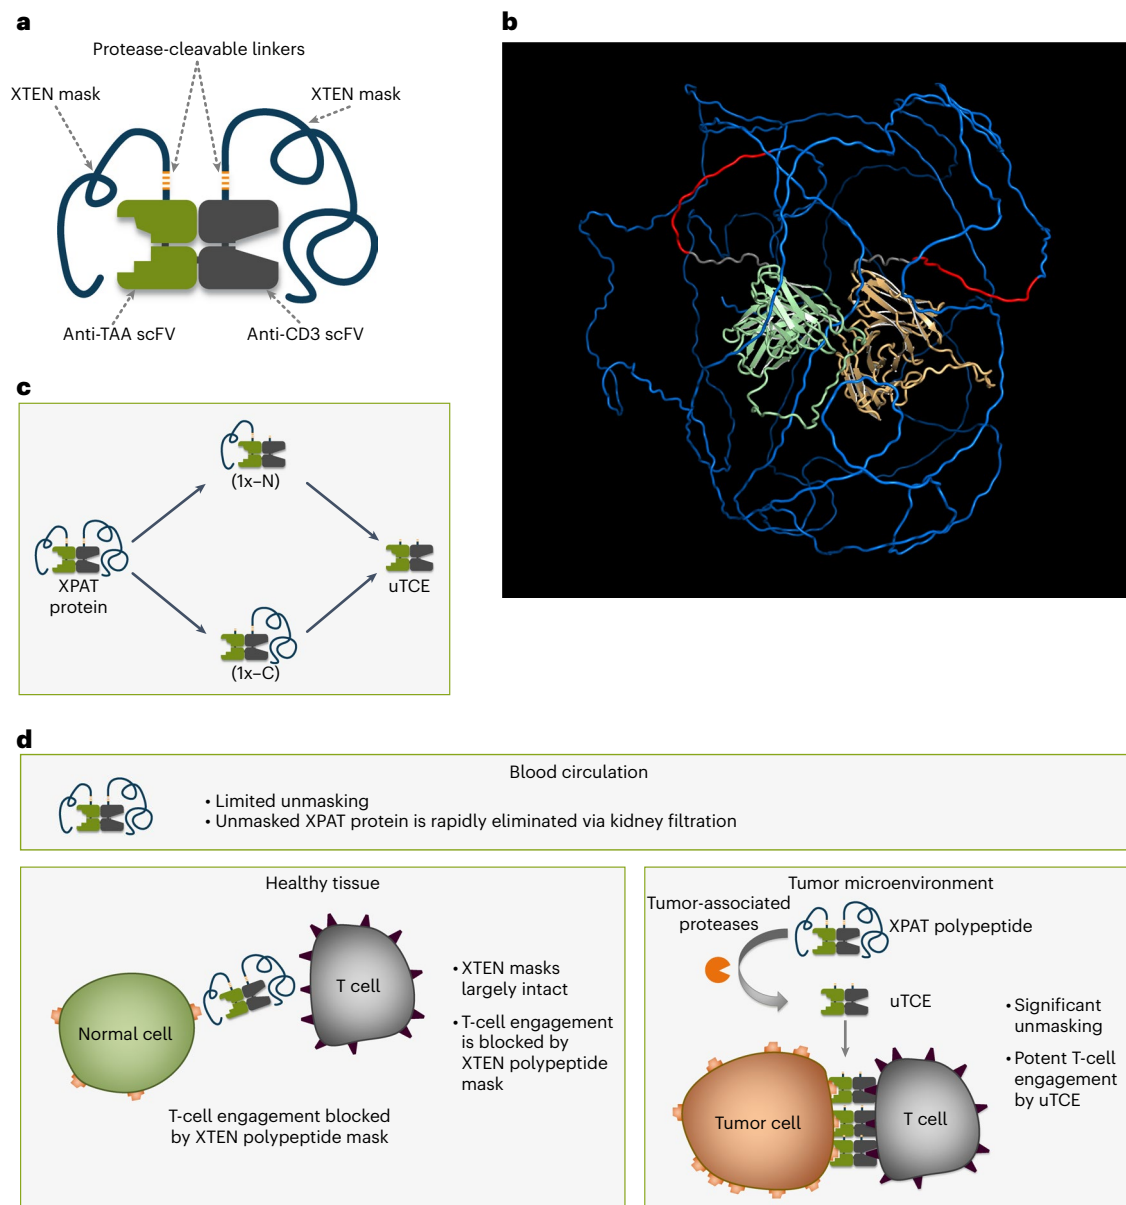 a
Protease-cleavable linkers
XTEN mask
XTEN mask
Anti-TAA scFV
Anti-CD3 scFV
b
c
(1x–N)
XPAT
protein
uTCE
(1x–C)
d
Blood circulation
• Limited unmasking
• Unmasked XPAT protein is rapidly eliminated via kidney filtration
Healthy tissue
Normal cell
T cell
• XTEN masks
largely intact
• T-cell engagement
is blocked by
XTEN polypeptide
mask
T-cell engagement blocked
by XTEN polypeptide mask
Tumor microenvironment
Tumor-associated
proteases
XPAT polypeptide
uTCE
• Significant
unmasking
• Potent T-cell
engagement
by uTCE
Tumor cell
T cell